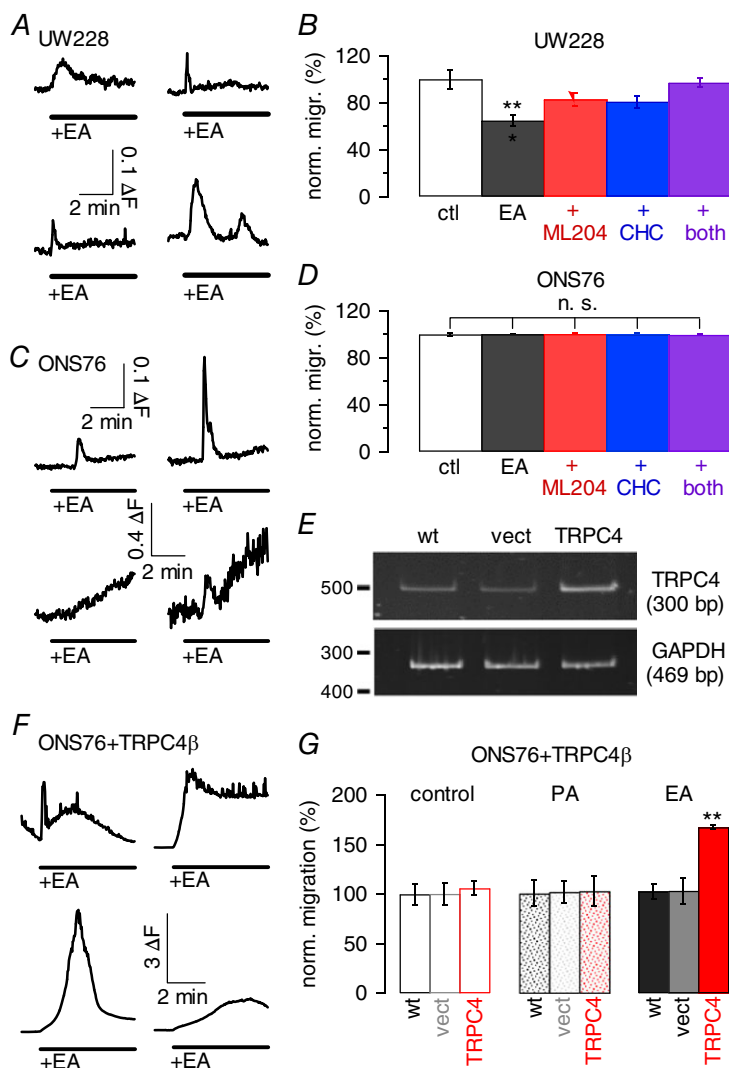 A
UW228
+EA
+EA
0.1 ΔF
2 min
+EA
+EA
B
UW228
norm. migr. (%)
120
80
40
0
**
*
ctl
EA
+ ML204
+ CHC
+ both
C
ONS76
0.1 ΔF
2 min
+EA
+EA
0.4 ΔF
2 min
+EA
+EA
D
ONS76
n. s.
norm. migr. (%)
120
80
40
0
ctl
EA
+ ML204
+ CHC
+ both
E
wt
vect
TRPC4
500
TRPC4
(300 bp)
300
400
GAPDH
(469 bp)
F
ONS76+TRPC4β
+EA
+EA
3 ΔF
2 min
+EA
+EA
G
ONS76+TRPC4β
norm. migration (%)
200
150
100
50
0
control
PA
EA
**
wt
vect
TRPC4
wt
vect
TRPC4
wt
vect
TRPC4